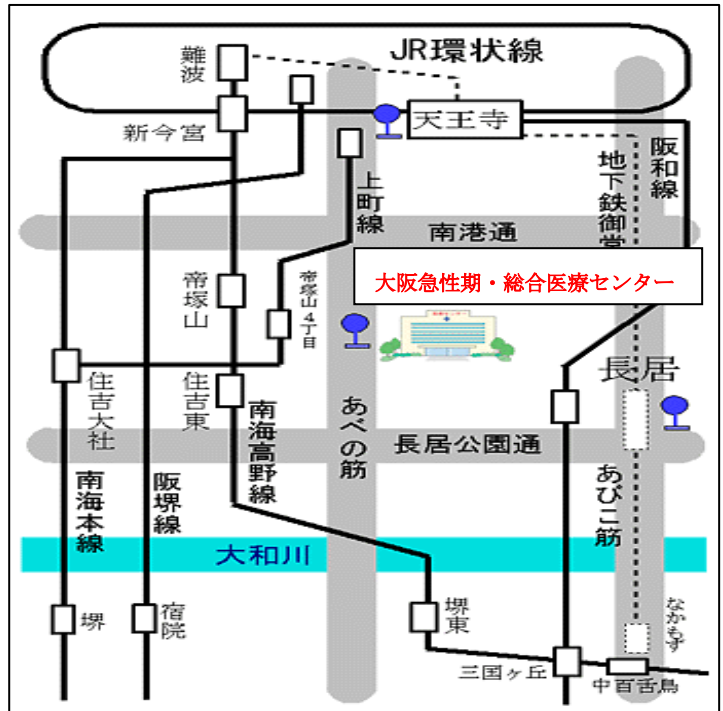 JR環状線
難波
新今宮
天王寺
阪和線
地下鉄御堂
上町線
南港通
大阪急性期・総合医療センター
帝塚山
帝塚山4丁目
長居
住吉大社
住吉東
あべの筋
南海高野線
長居公園通
あびこ筋
南海本線
阪堺線
大和川
堺
宿院
堺東
なかもず
三国ヶ丘
中百舌鳥